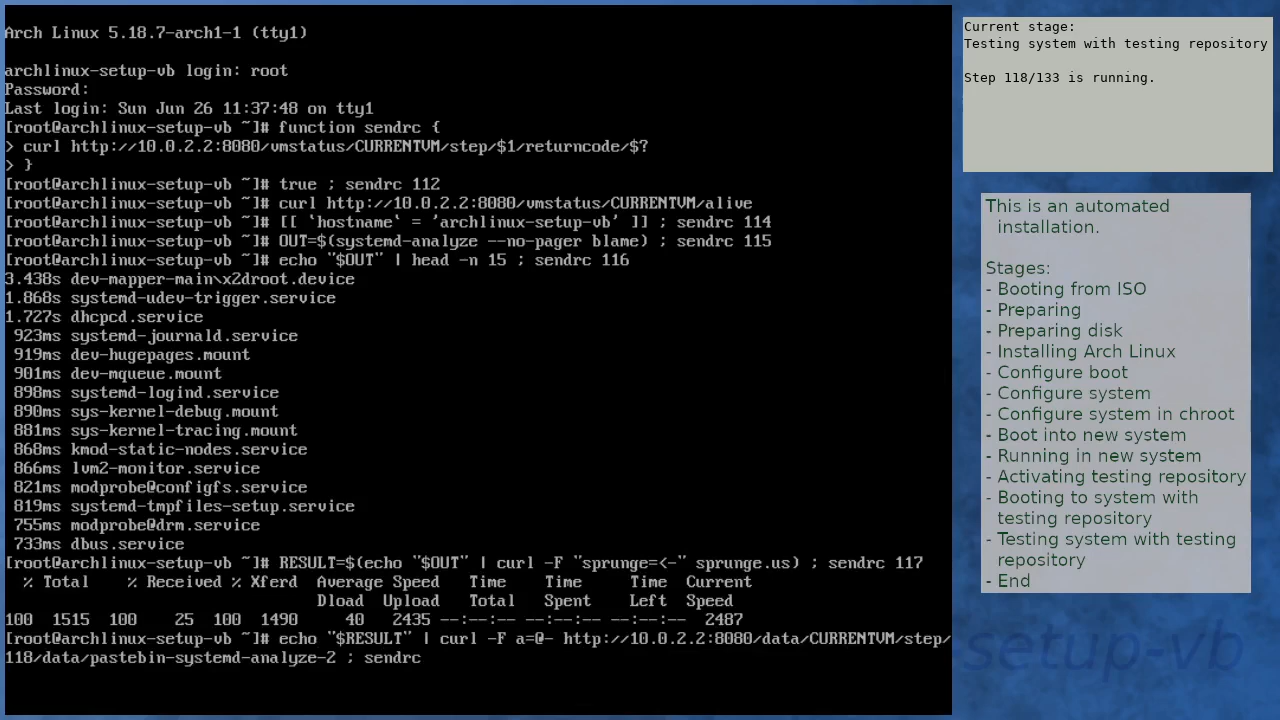 Arch Linux 5.18.7-arch1-1 (tty1)
archlinux-setup-vb login: root
Password:
Last login: Sun Jun 26 11:37:48 on tty1
[root@archlinux-setup-vb ~]# function sendrc {
> curl http://10.0.2.2:8080/vmstatus/CURRENTVM/step/$1/returncode/$?
> }
[root@archlinux-setup-vb ~]# true ; sendrc 112
[root@archlinux-setup-vb ~]# curl http://10.0.2.2:8080/vmstatus/CURRENTVM/alive
[root@archlinux-setup-vb ~]# [[ `hostname` = 'archlinux-setup-vb' ]] ; sendrc 114
[root@archlinux-setup-vb ~]# OUT=$(systemd-analyze --no-pager blame) ; sendrc 115
[root@archlinux-setup-vb ~]# echo "$OUT" | head -n 15 ; sendrc 116
3.438s dev-mapper-main\x2droot.device
1.868s systemd-udev-trigger.service
1.727s dhcpcd.service
 923ms systemd-journald.service
 919ms dev-hugepages.mount
 901ms dev-mqueue.mount
 898ms systemd-logind.service
 890ms sys-kernel-debug.mount
 881ms sys-kernel-tracing.mount
 868ms kmod-static-nodes.service
 866ms lvm2-monitor.service
 821ms modprobe@configfs.service
 819ms systemd-tmpfiles-setup.service
 755ms modprobe@drm.service
 733ms dbus.service
[root@archlinux-setup-vb ~]# RESULT=$(echo "$OUT" | curl -F "sprunge=<-" sprunge.us) ; sendrc 117
  % Total    % Received % Xferd  Average Speed   Time    Time     Time  Current
                                 Dload  Upload   Total   Spent    Left  Speed
100  1515  100    25  100  1490     40   2435 --:--:-- --:--:-- --:--:--  2487
[root@archlinux-setup-vb ~]# echo "$RESULT" | curl -F a=@- http://10.0.2.2:8080/data/CURRENTVM/step/
118/data/pastebin-systemd-analyze-2 ; sendrc
Current stage:
Testing system with testing repository
Step 118/133 is running.
This is an automated
installation.
Stages:
- Booting from ISO
- Preparing
- Preparing disk
- Installing Arch Linux
- Configure boot
- Configure system
- Configure system in chroot
- Boot into new system
- Running in new system
- Activating testing repository
- Booting to system with
testing repository
- Testing system with testing
repository
- End
setup-vb